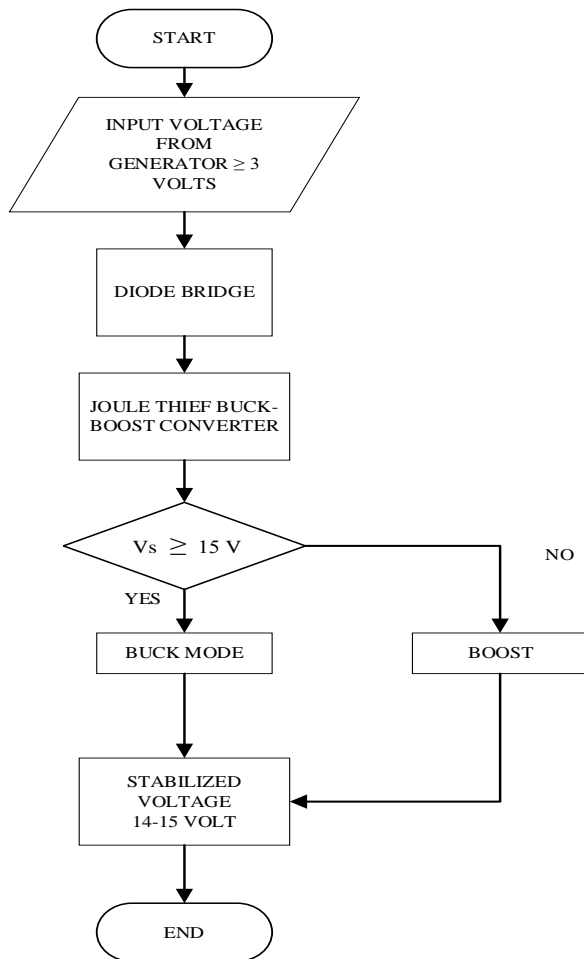 START
INPUT VOLTAGE
FROM
GENERATOR ≥ 3
VOLTS
DIODE BRIDGE
JOULE THIEF BUCK-
BOOST CONVERTER
Vs ≥ 15 V
NO
YES
BUCK MODE
BOOST
STABILIZED
VOLTAGE
14-15 VOLT
END